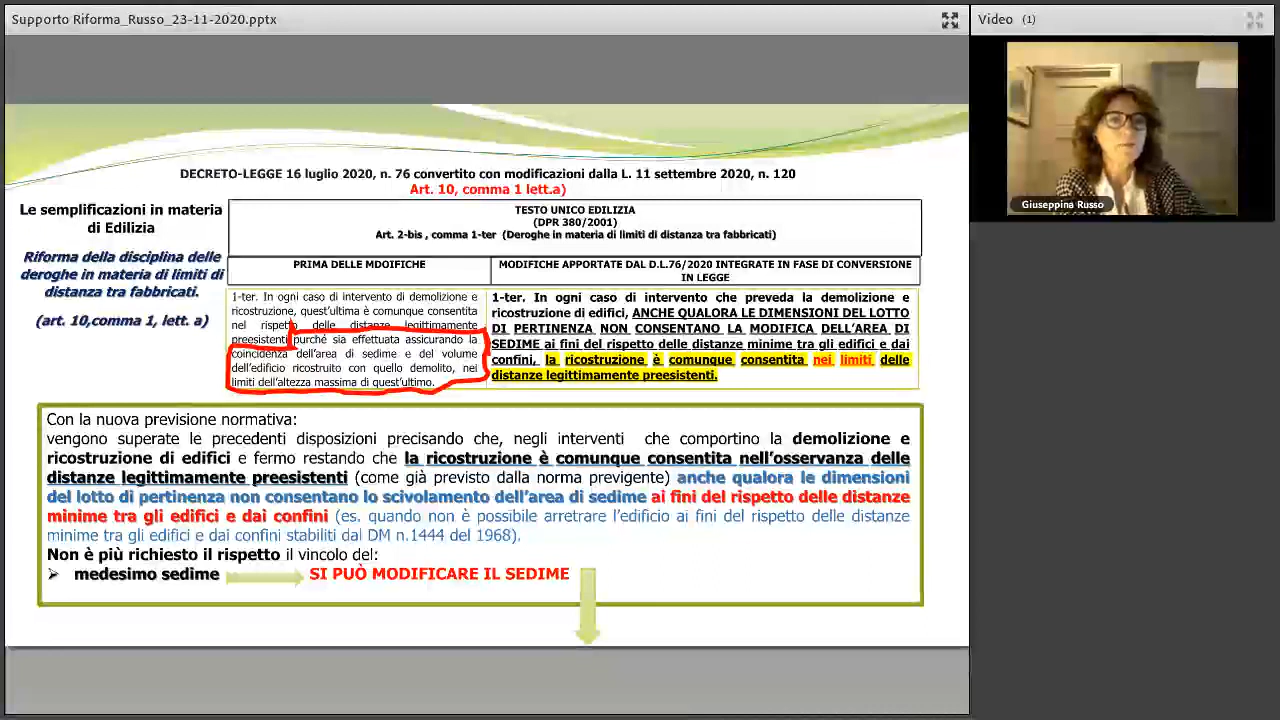 Supporto Riforma_Russo_23-11-2020.pptx
Video (1)
Giuseppina Russo
DECRETO-LEGGE 16 luglio 2020, n. 76 convertito con modificazioni dalla L. 11 settembre 2020, n. 120
Art. 10, comma 1 lett.a)
Le semplificazioni in materia
di Edilizia
Riforma della disciplina delle
deroghe in materia di limiti di
distanza tra fabbricati.
(art. 10,comma 1, lett. a)
TESTO UNICO EDILIZIA
(DPR 380/2001)
Art. 2-bis , comma 1-ter (Deroghe in materia di limiti di distanza tra fabbricati)
PRIMA DELLE MDOIFICHE
MODIFICHE APPORTATE DAL D.L.76/2020 INTEGRATE IN FASE DI CONVERSIONE
IN LEGGE
1-ter. In ogni caso di intervento di demolizione e
ricostruzione, quest'ultima è comunque consentita
nel rispetto delle distanze legittimamente
preesistenti purché sia effettuata assicurando la
coincidenza dell'area di sedime e del volume
dell'edificio ricostruito con quello demolito, nei
limiti dell'altezza massima di quest'ultimo.
1-ter. In ogni caso di intervento che preveda la demolizione e
ricostruzione di edifici, ANCHE QUALORA LE DIMENSIONI DEL LOTTO
DI PERTINENZA NON CONSENTANO LA MODIFICA DELL'AREA DI
SEDIME ai fini del rispetto delle distanze minime tra gli edifici e dai
confini, la ricostruzione è comunque consentita nei limiti delle
distanze legittimamente preesistenti.
Con la nuova previsione normativa:
vengono superate le precedenti disposizioni precisando che, negli interventi che comportino la demolizione e
ricostruzione di edifici e fermo restando che la ricostruzione è comunque consentita nell'osservanza delle
distanze legittimamente preesistenti (come già previsto dalla norma previgente) anche qualora le dimensioni
del lotto di pertinenza non consentano lo scivolamento dell'area di sedime ai fini del rispetto delle distanze
minime tra gli edifici e dai confini (es. quando non è possibile arretrare l'edificio ai fini del rispetto delle distanze
minime tra gli edifici e dai confini stabiliti dal DM n.1444 del 1968).
Non è più richiesto il rispetto il vincolo del:
➢ medesimo sedime SI PUÒ MODIFICARE IL SEDIME